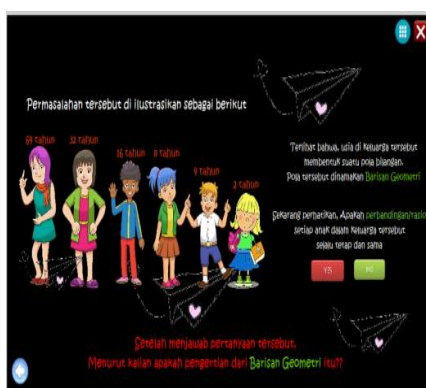 Permasalahan tersebut di ilustrasikan sebagai berikut
64 tahun
32 tahun
16 tahun
8 tahun
4 tahun
2 tahun
Terlihat bahwa, usia di keluarga tersebut
membentuk suatu pola bilangan.
Pola tersebut dinamakan Barisan Geometri
Sekarang perhatikan, Apakah perbandingan/rasio
setiap anak dalam keluarga tersebut
selalu tetap dan sama
Setelah menjawab pertanyaan tersebut,
Menurut kalian apakah pengertian dari Barisan Geometri itu??